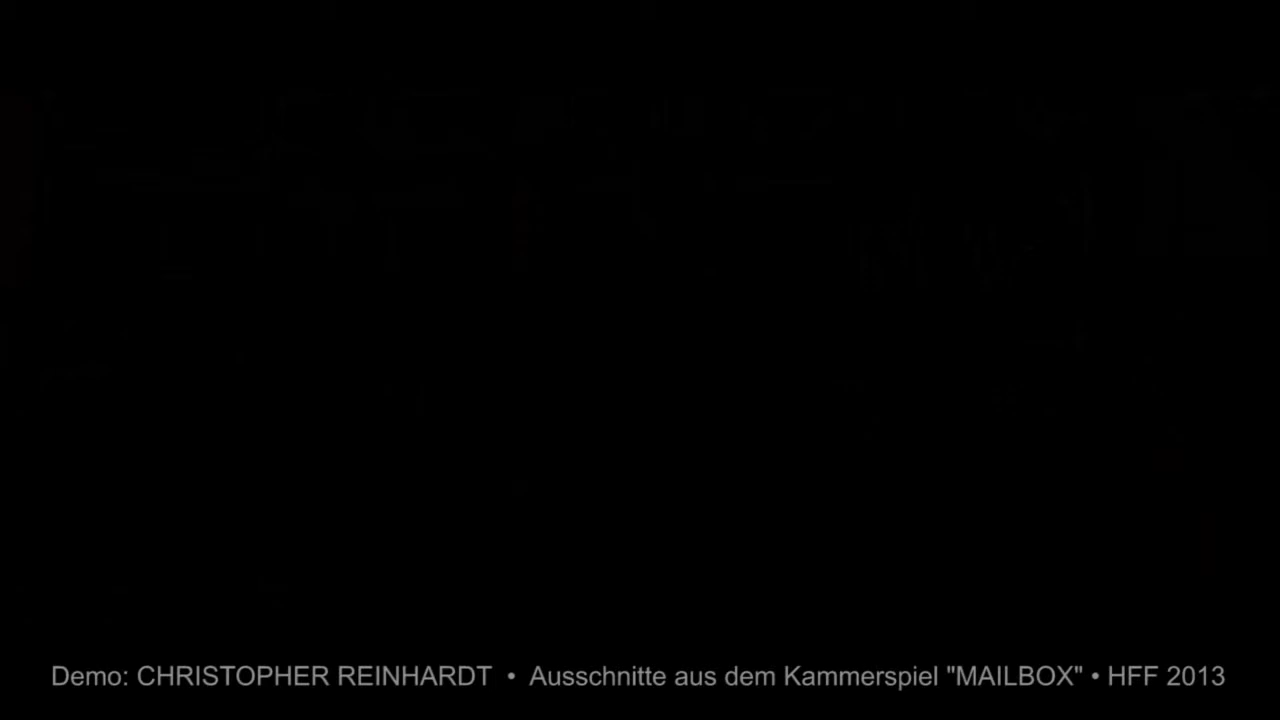 Demo: CHRISTOPHER REINHARDT • Ausschnitte aus dem Kammerspiel "MAILBOX" • HFF 2013